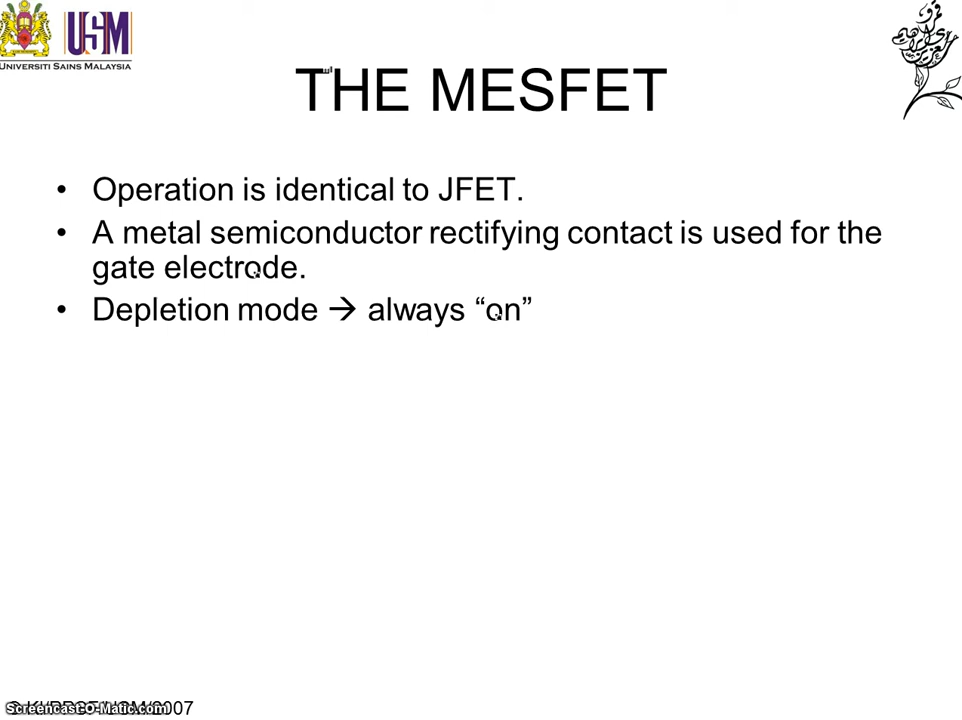 USM
UNIVERSITI SAINS MALAYSIA
THE MESFET
• Operation is identical to JFET.
• A metal semiconductor rectifying contact is used for the
gate electrode.
• Depletion mode → always “on”
Screencast-O-Matic.com
2007